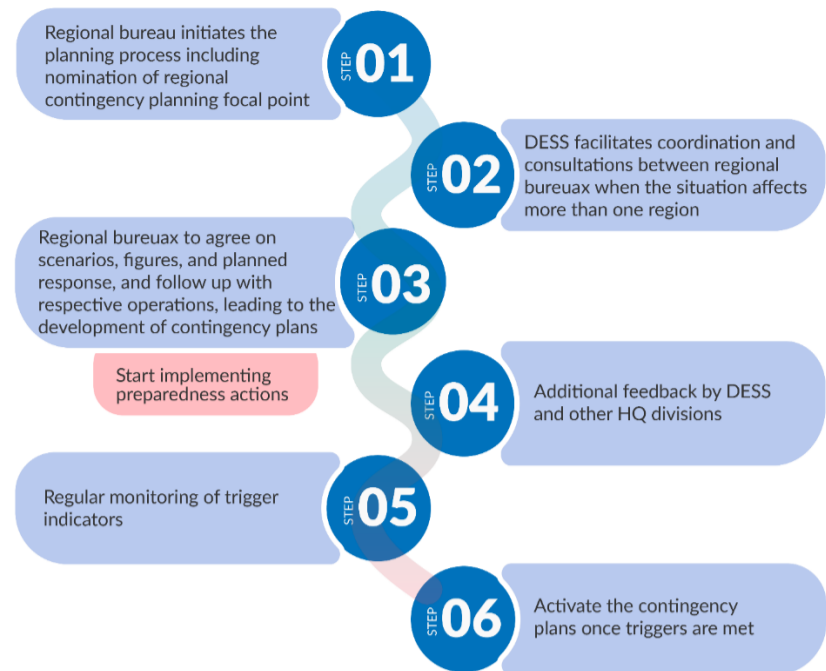 Regional bureau initiates the
planning process including
nomination of regional
contingency planning focal point
STEP 01
STEP 02
DESS facilitates coordination and
consultations between regional
bureuax when the situation affects
more than one region
Regional bureuax to agree on
scenarios, figures, and planned
response, and follow up with
respective operations, leading to the
development of contingency plans
STEP 03
Start implementing
preparedness actions
STEP 04
Additional feedback by DESS
and other HQ divisions
Regular monitoring of trigger
indicators
STEP 05
STEP 06
Activate the contingency
plans once triggers are met